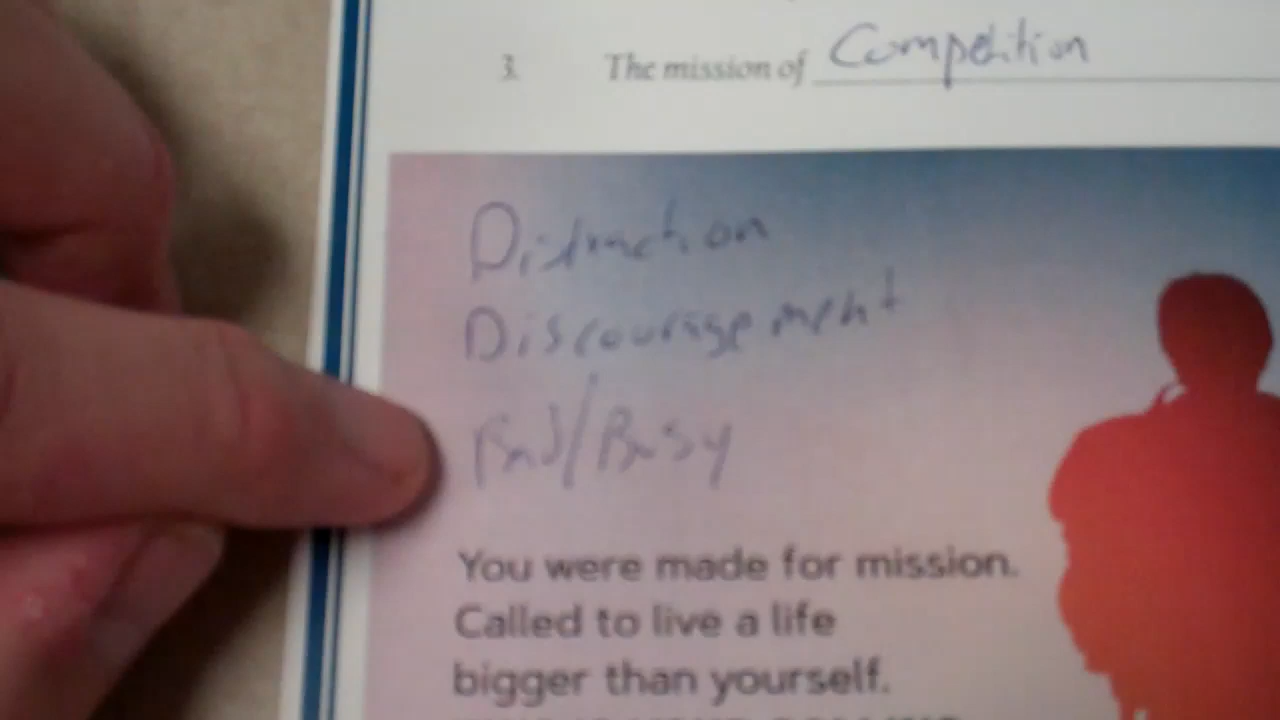 3. The mission of Competition
Distraction
Discouragement
Bad/Busy
You were made for mission.
Called to live a life
bigger than yourself.